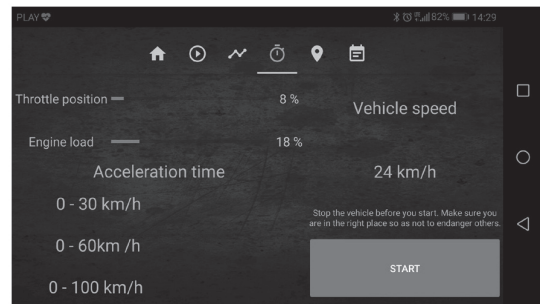 PLAY
82% 14:29
Throttle position 8 %
Vehicle speed
Engine load 18 %
Acceleration time
24 km/h
0 - 30 km/h
Stop the vehicle before you start. Make sure you
are in the right place so as not to endanger others.
0 - 60km /h
START
0 - 100 km/h